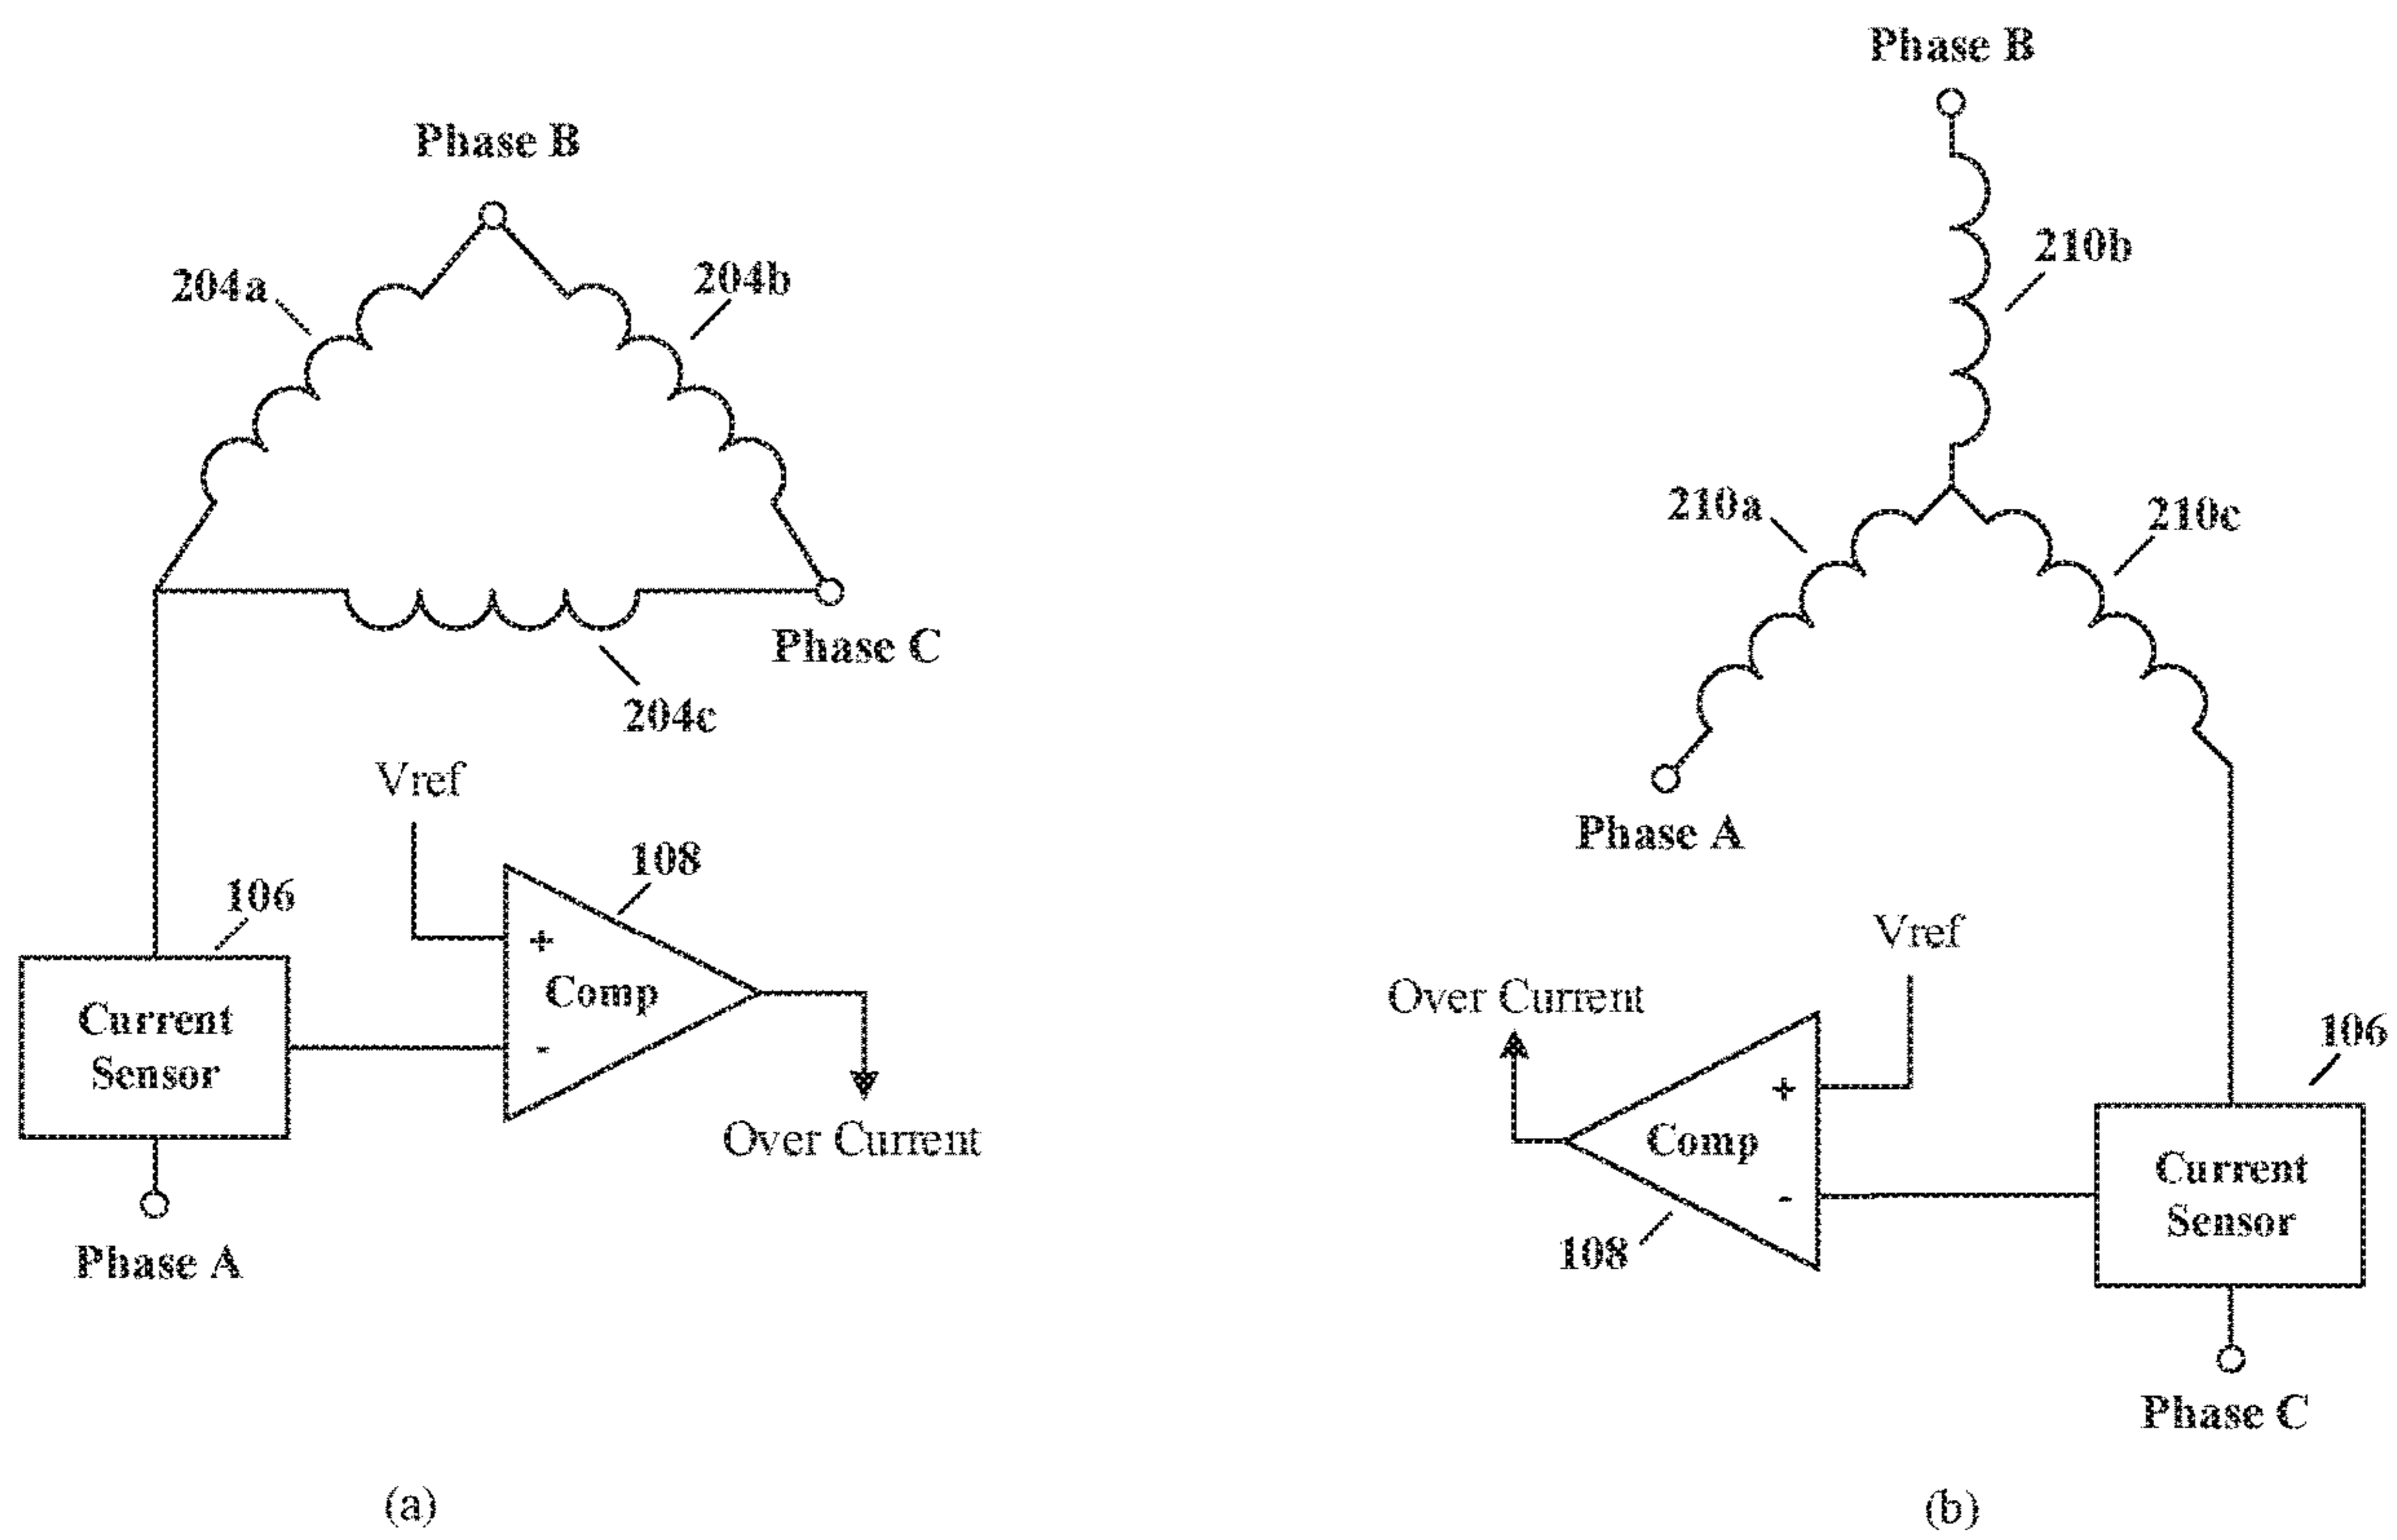 Phase B
204a
204b
Phase C
204c
Vref
108
106
+
Comp
-
Current
Sensor
Over Current
Phase A
(a)
Phase B
210b
210a
210c
Phase A
Vref
Over Current
106
+
Comp
-
108
Current
Sensor
Phase C
(b)